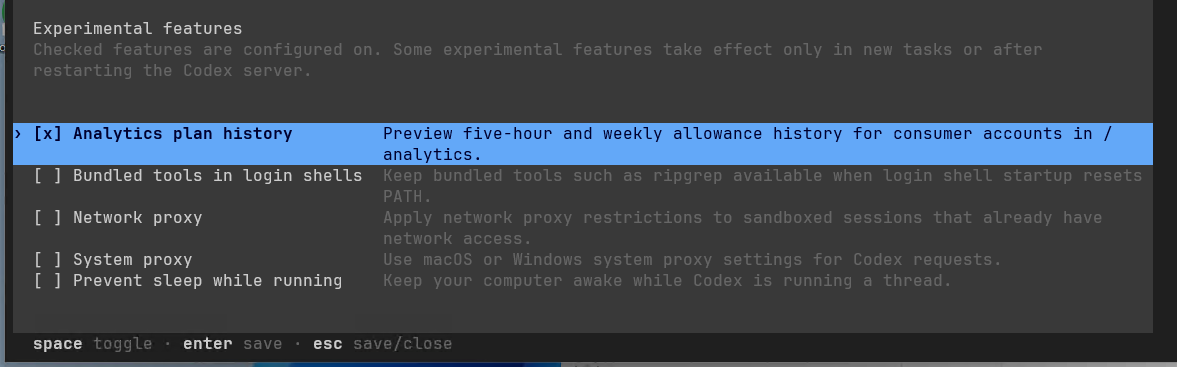 Experimental features
Checked features are configured on. Some experimental features take effect only in new tasks or after
restarting the Codex server.
› [x] Analytics plan history Preview five-hour and weekly allowance history for consumer accounts in /
analytics.
[ ] Bundled tools in login shells Keep bundled tools such as ripgrep available when login shell startup resets
PATH.
[ ] Network proxy Apply network proxy restrictions to sandboxed sessions that already have
network access.
[ ] System proxy Use macOS or Windows system proxy settings for Codex requests.
[ ] Prevent sleep while running Keep your computer awake while Codex is running a thread.
space toggle · enter save · esc save/close